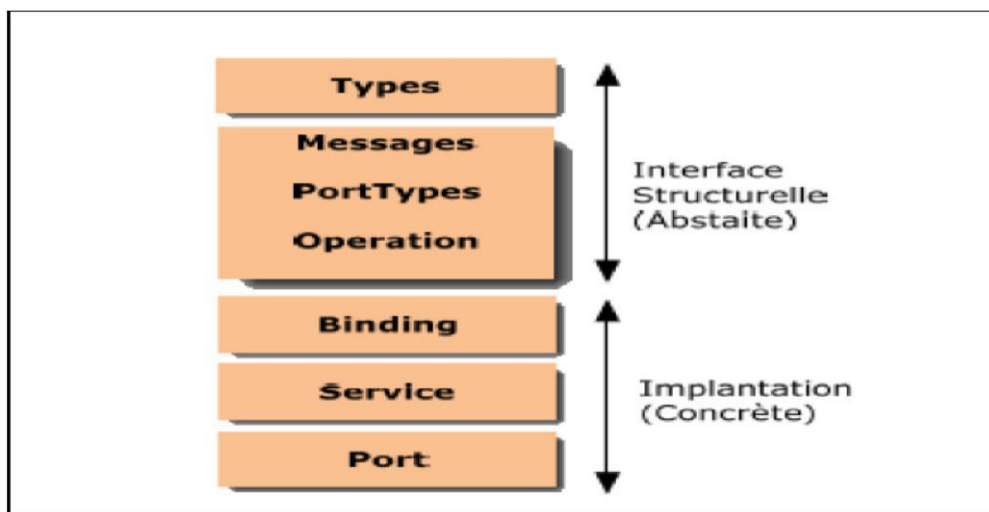 Types
Messages
PortTypes
Operation
Interface
Structurelle
(Abstaite)
Binding
Service
Port
Implantation
(Concrète)